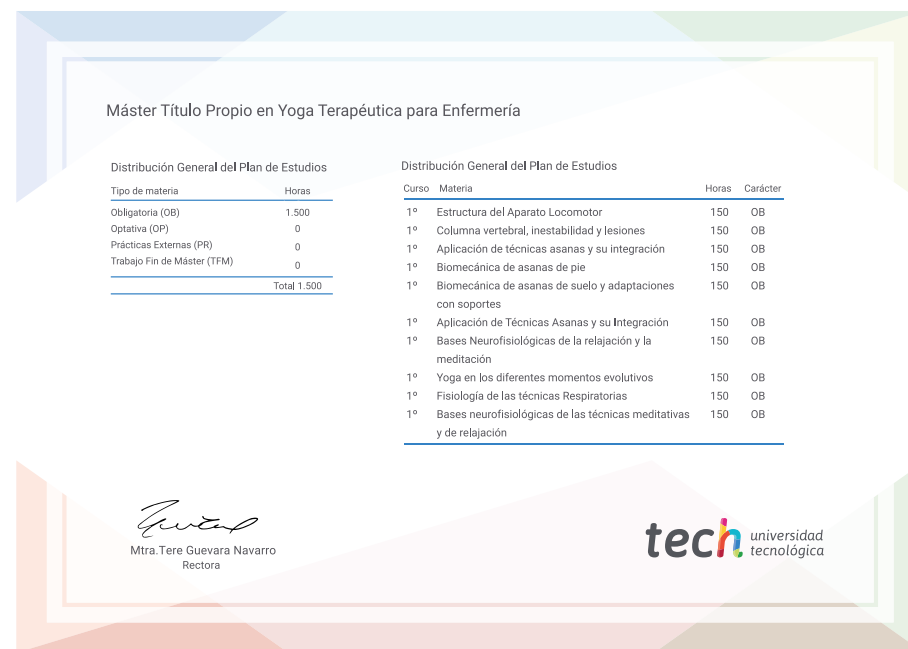 Máster Título Propio en Yoga Terapéutica para Enfermería
Distribución General del Plan de Estudios
Tipo de materia Horas
Obligatoria (OB) 1.500
Optativa (OP) 0
Prácticas Externas (PR) 0
Trabajo Fin de Máster (TFM) 0
Total 1.500
Distribución General del Plan de Estudios
Curso Materia Horas Carácter
1º Estructura del Aparato Locomotor 150 OB
1º Columna vertebral, inestabilidad y lesiones 150 OB
1º Aplicación de técnicas asanas y su integración 150 OB
1º Biomecánica de asanas de pie 150 OB
1º Biomecánica de asanas de suelo y adaptaciones 150 OB
con soportes
1º Aplicación de Técnicas Asanas y su Integración 150 OB
1º Bases Neurofisiológicas de la relajación y la 150 OB
meditación
1º Yoga en los diferentes momentos evolutivos 150 OB
1º Fisiología de las técnicas Respiratorias 150 OB
1º Bases neurofisiológicas de las técnicas meditativas 150 OB
y de relajación
Mtra.Tere Guevara Navarro
Rectora
tech universidad
tecnológica